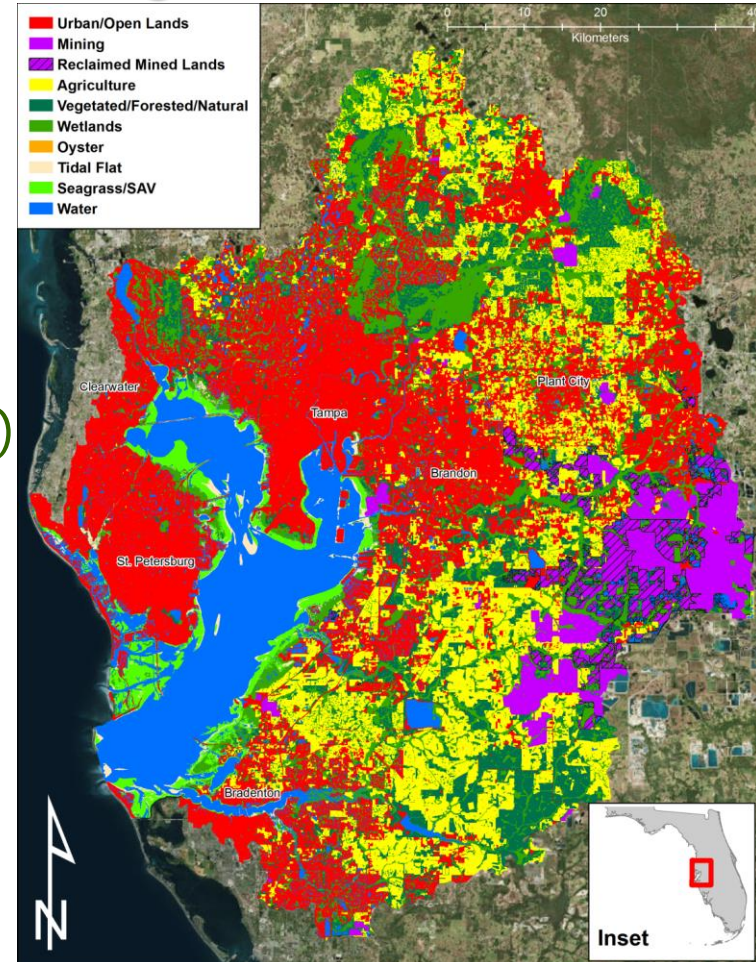 Urban/Open Lands
Mining
Reclaimed Mined Lands
Agriculture
Vegetated/Forested/Natural
Wetlands
Oyster
Tidal Flat
Seagrass/SAV
Water
0 10 20 40
Kilometers
Clearwater
Tampa
Plant City
Brandon
St. Petersburg
Bradenton
N
Inset
)